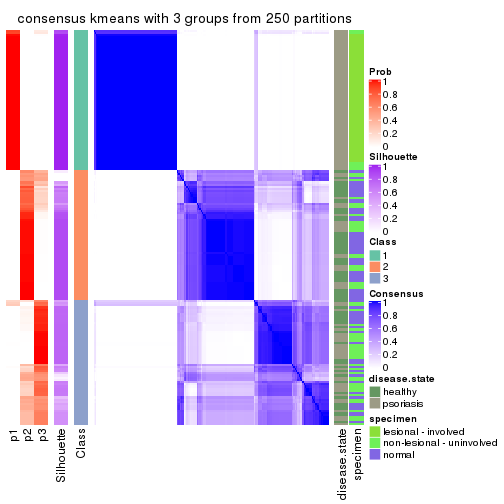 consensus kmeans with 3 groups from 250 partitions
Prob
1
0.8
0.6
0.4
0.2
0
Silhouette
1
0.8
0.6
0.4
0.2
0
Class
1
2
3
Consensus
1
0.8
0.6
0.4
0.2
0
disease.state
healthy
psoriasis
specimen
lesional - involved
non-lesional - uninvolved
normal
p1
p2
p3
Silhouette
Class
disease.state
specimen